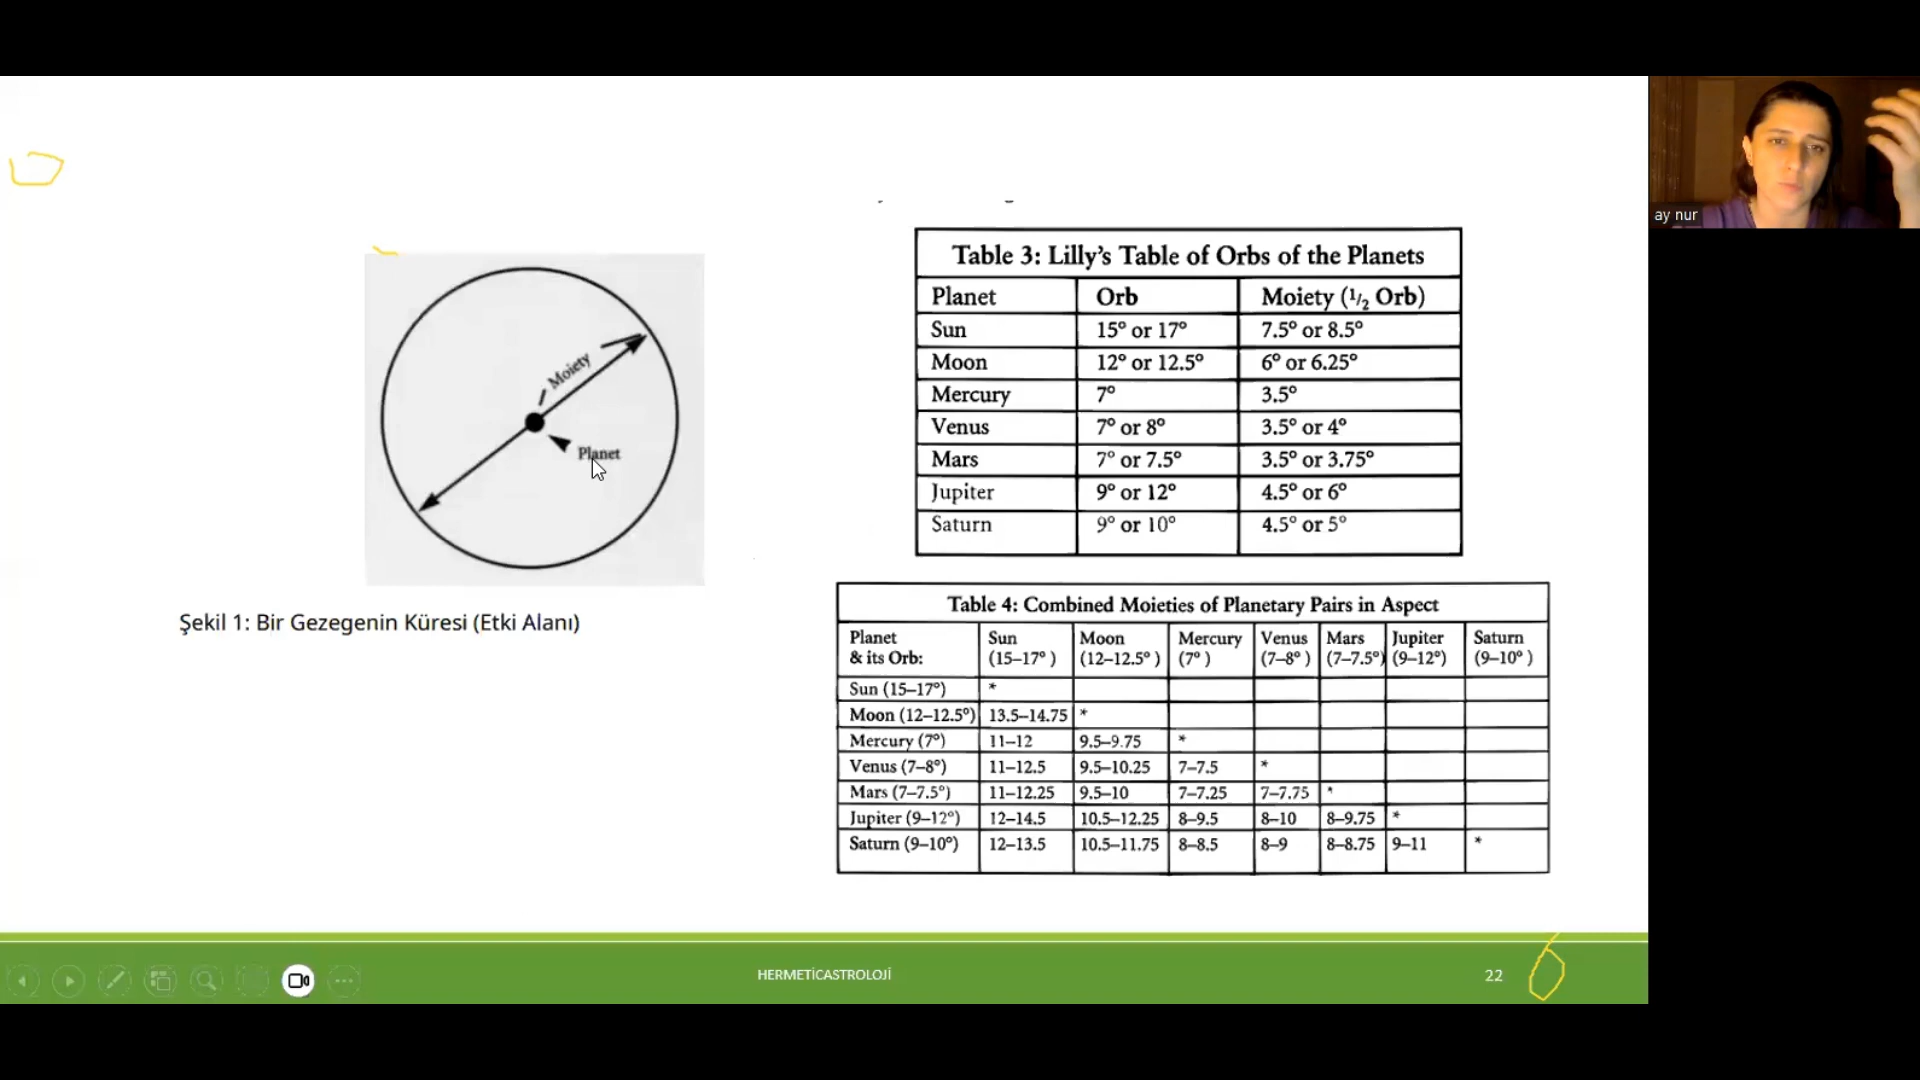 ay nur
Moiety
Planet
Şekil 1: Bir Gezegenin Küresi (Etki Alanı)
Table 3: Lilly's Table of Orbs of the Planets
Planet Orb Moiety (1/2 Orb)
Sun 15° or 17° 7.5° or 8.5°
Moon 12° or 12.5° 6° or 6.25°
Mercury 7° 3.5°
Venus 7° or 8° 3.5° or 4°
Mars 7° or 7.5° 3.5° or 3.75°
Jupiter 9° or 12° 4.5° or 6°
Saturn 9° or 10° 4.5° or 5°
Table 4: Combined Moieties of Planetary Pairs in Aspect
Planet Sun Moon Mercury Venus Mars Jupiter Saturn
& its Orb: (15–17°) (12–12.5°) (7°) (7–8°) (7–7.5°) (9–12°) (9–10°)
Sun (15–17°) *
Moon (12–12.5°) 13.5–14.75 *
Mercury (7°) 11–12 9.5–9.75 *
Venus (7–8°) 11–12.5 9.5–10.25 7–7.5 *
Mars (7–7.5°) 11–12.25 9.5–10 7–7.25 7–7.75 *
Jupiter (9–12°) 12–14.5 10.5–12.25 8–9.5 8–10 8–9.75 *
Saturn (9–10°) 12–13.5 10.5–11.75 8–8.5 8–9 8–8.75 9–11 *
HERMETİCASTROLOJİ
22